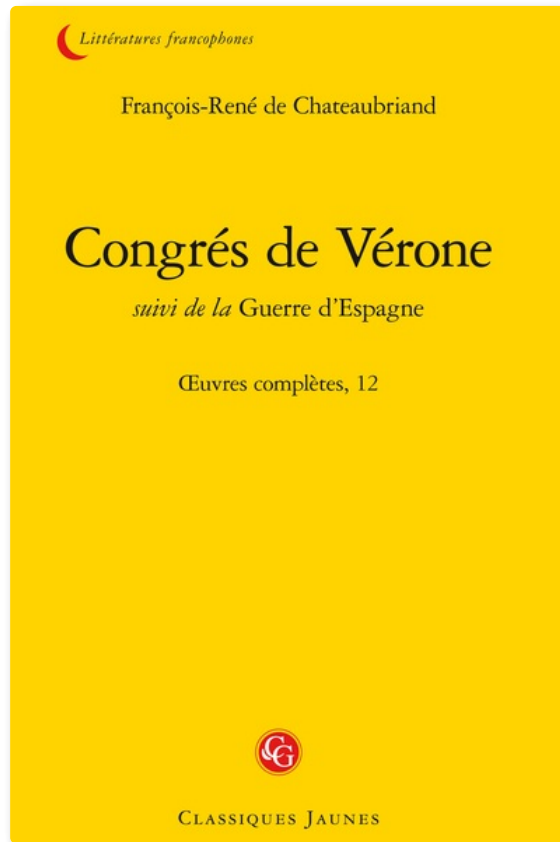 Littératures francophones
François-René de Chateaubriand
Congrés de Vérone
suivi de la Guerre d'Espagne
Œuvres complètes, 12
CG
Classiques Jaunes